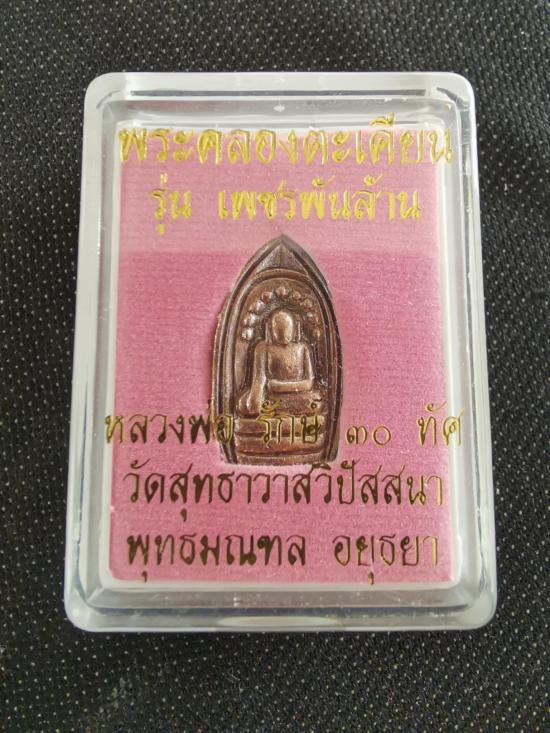 พระคลองตะเคียน
รุ่น เพชรพันล้าน
หลวงพ่อ รักษ์ ๓๐ ทัศ
วัดสุทธาวาสวิปัสสนา
พุทธมณฑล อยุธยา